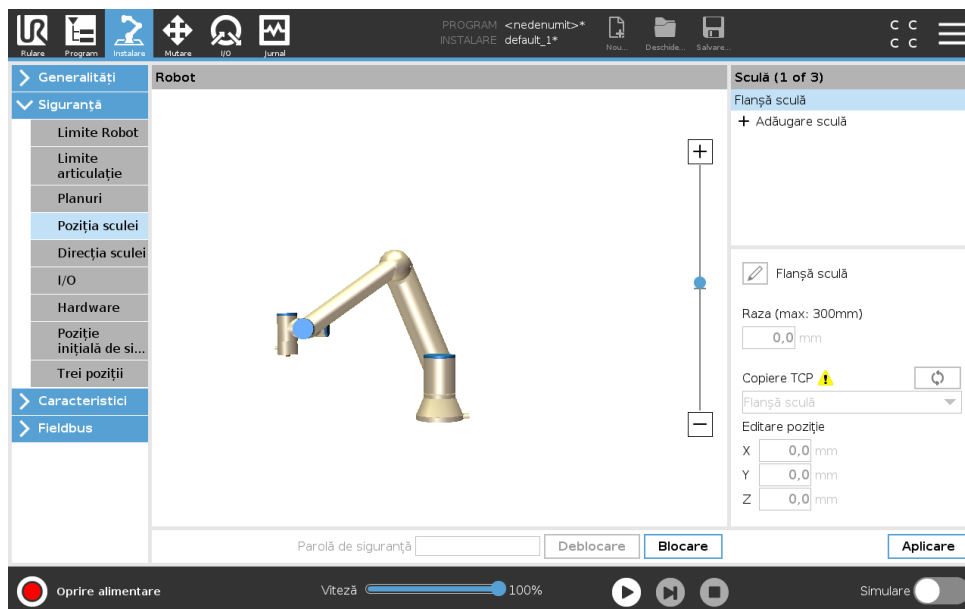 UR
PROGRAM <nedenumit>*
INSTALARE default_1*
Rulare Program Instalare Mutare I/O Jurnal
Nou... Deschide... Salvare...
C C
C C
Generalități
Siguranță
Limite Robot
Limite
articulație
Planuri
Poziția sculei
Direcția sculei
I/O
Hardware
Poziție
inițială de si...
Trei poziții
Caracteristici
Fieldbus
Robot
Sculă (1 of 3)
Flanșă sculă
+ Adăugare sculă
Flanșă sculă
Raza (max: 300mm)
0,0 mm
Copiere TCP
Flanșă sculă
Editare poziție
X 0,0 mm
Y 0,0 mm
Z 0,0 mm
Parolă de siguranță Deblocare Blocare Aplicare
Oprire alimentare Viteză 100% Simulare